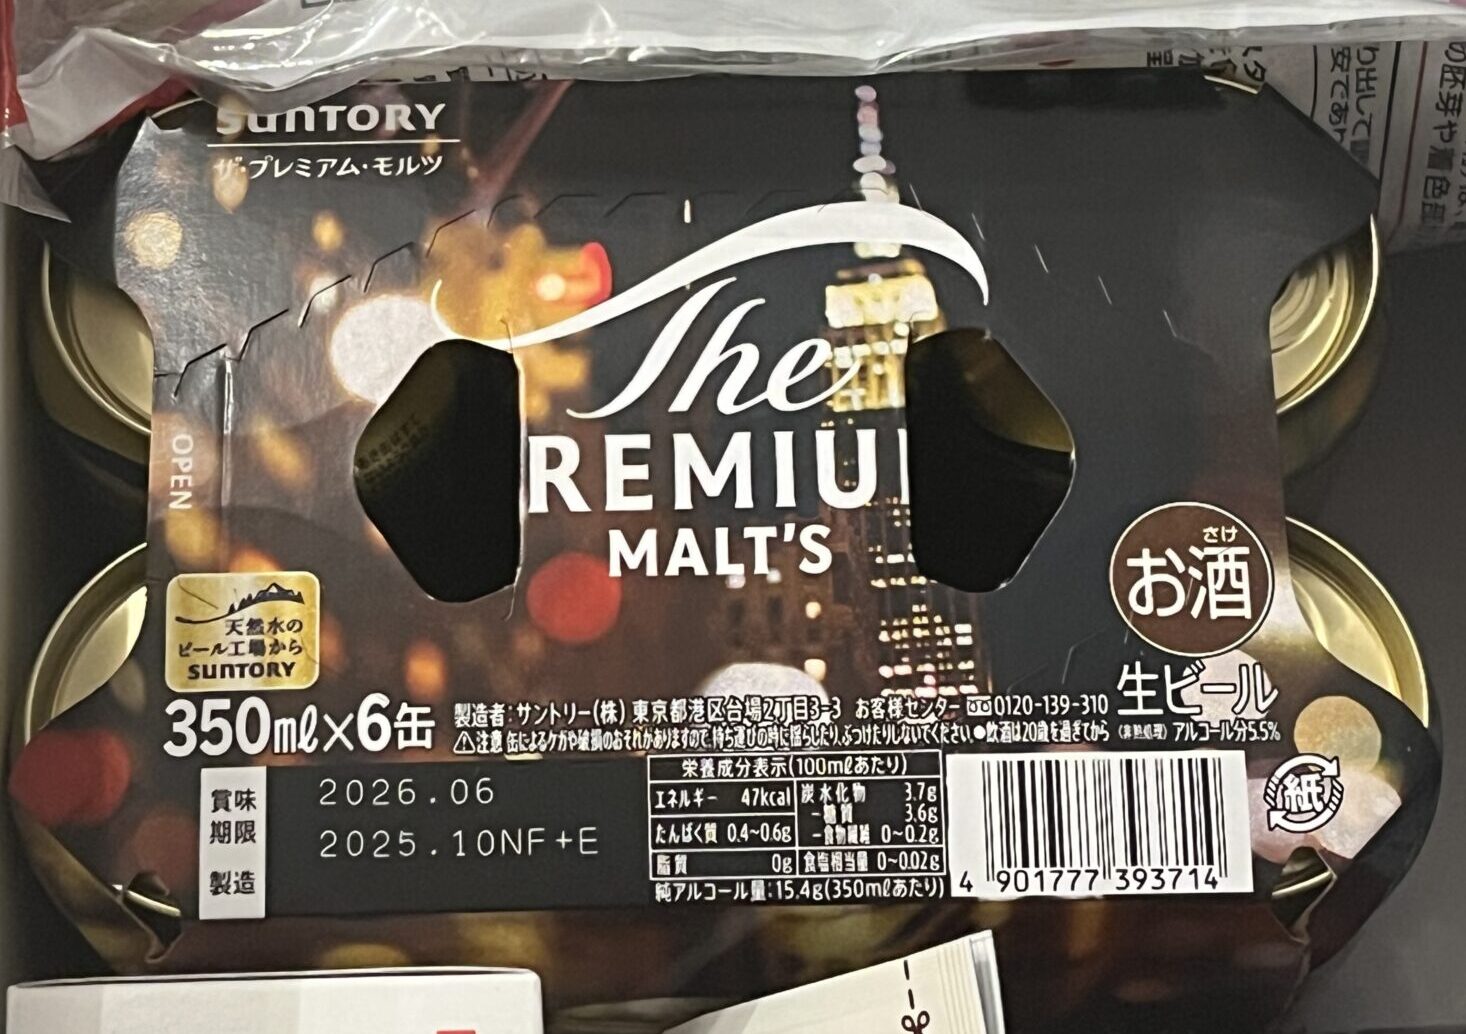 SUNTORY
ザ・プレミアム・モルツ
The
REMIU
MALT'S
OPEN
さけ
お酒
天然水の
ビール工場から
SUNTORY
350mℓ×6缶
製造者:サントリー(株) 東京都港区台場2丁目3-3 お客様センター 0120-139-310
生ビール
注意 缶によるケガや破損のおそれがありますので、持ち運びの時に揺らしたり、ぶつけたりしないでください。●飲酒は20歳を過ぎてから
(非熱処理) アルコール分5.5%
賞味
期限
製造
2026.06
2025.10NF+E
栄養成分表示(100mℓあたり)
エネルギー 47kcal
炭水化物 3.7g
-糖質 3.6g
たんぱく質 0.4~0.6g
-食物繊維 0~0.2g
脂質 0g
食塩相当量 0~0.02g
純アルコール量:15.4g(350mℓあたり)
4 901777 393714
紙